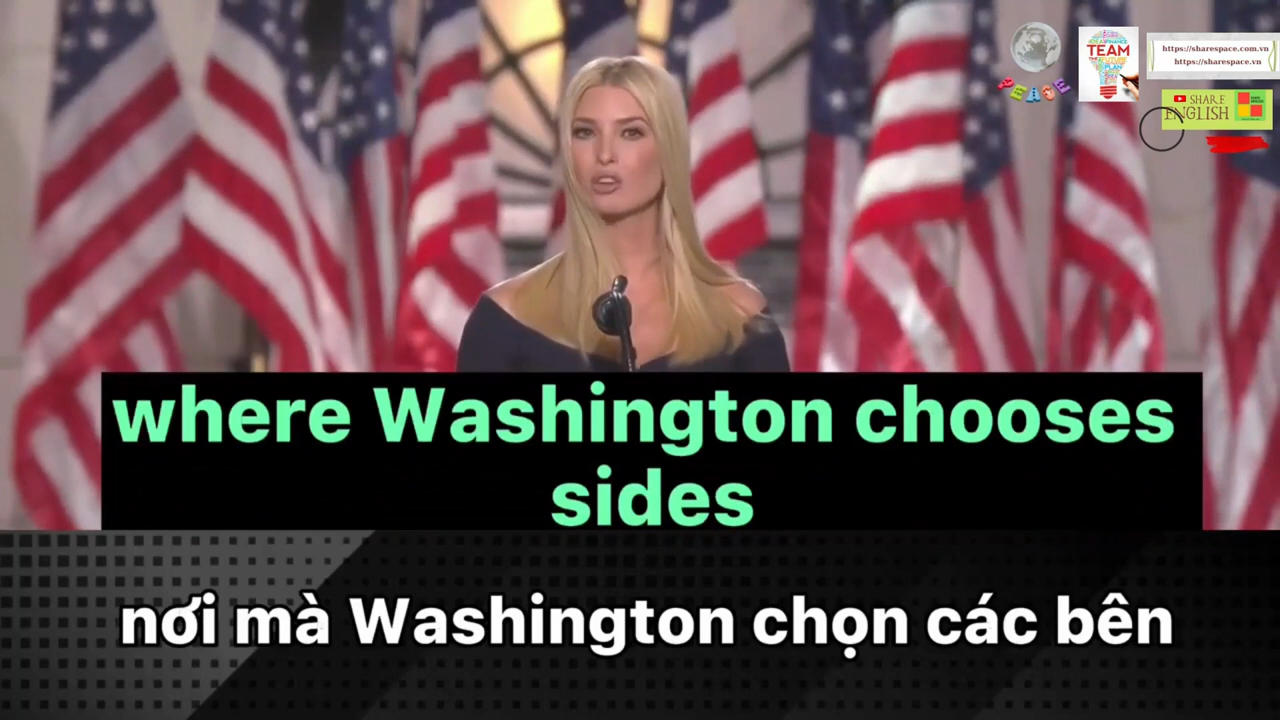 PEACE
TEAM
https://sharespace.com.vn
https://sharespace.vn
SHARE
ENGLISH
where Washington chooses
sides
nơi mà Washington chọn các bên